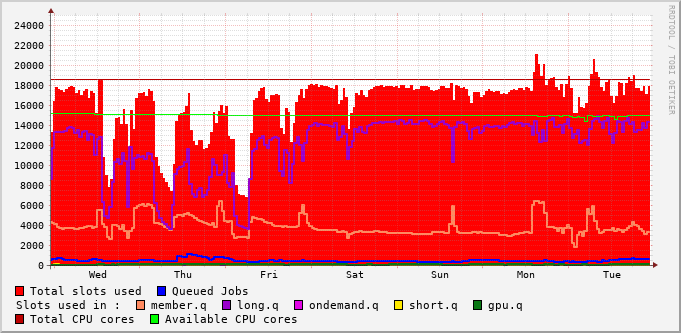 24000
22000
20000
18000
16000
14000
12000
10000
8000
6000
4000
2000
0
Wed Thu Fri Sat Sun Mon Tue
RRDTOOL / TOBI OETIKER
Total slots used Queued Jobs
Slots used in : member.q long.q ondemand.q short.q gpu.q
Total CPU cores Available CPU cores